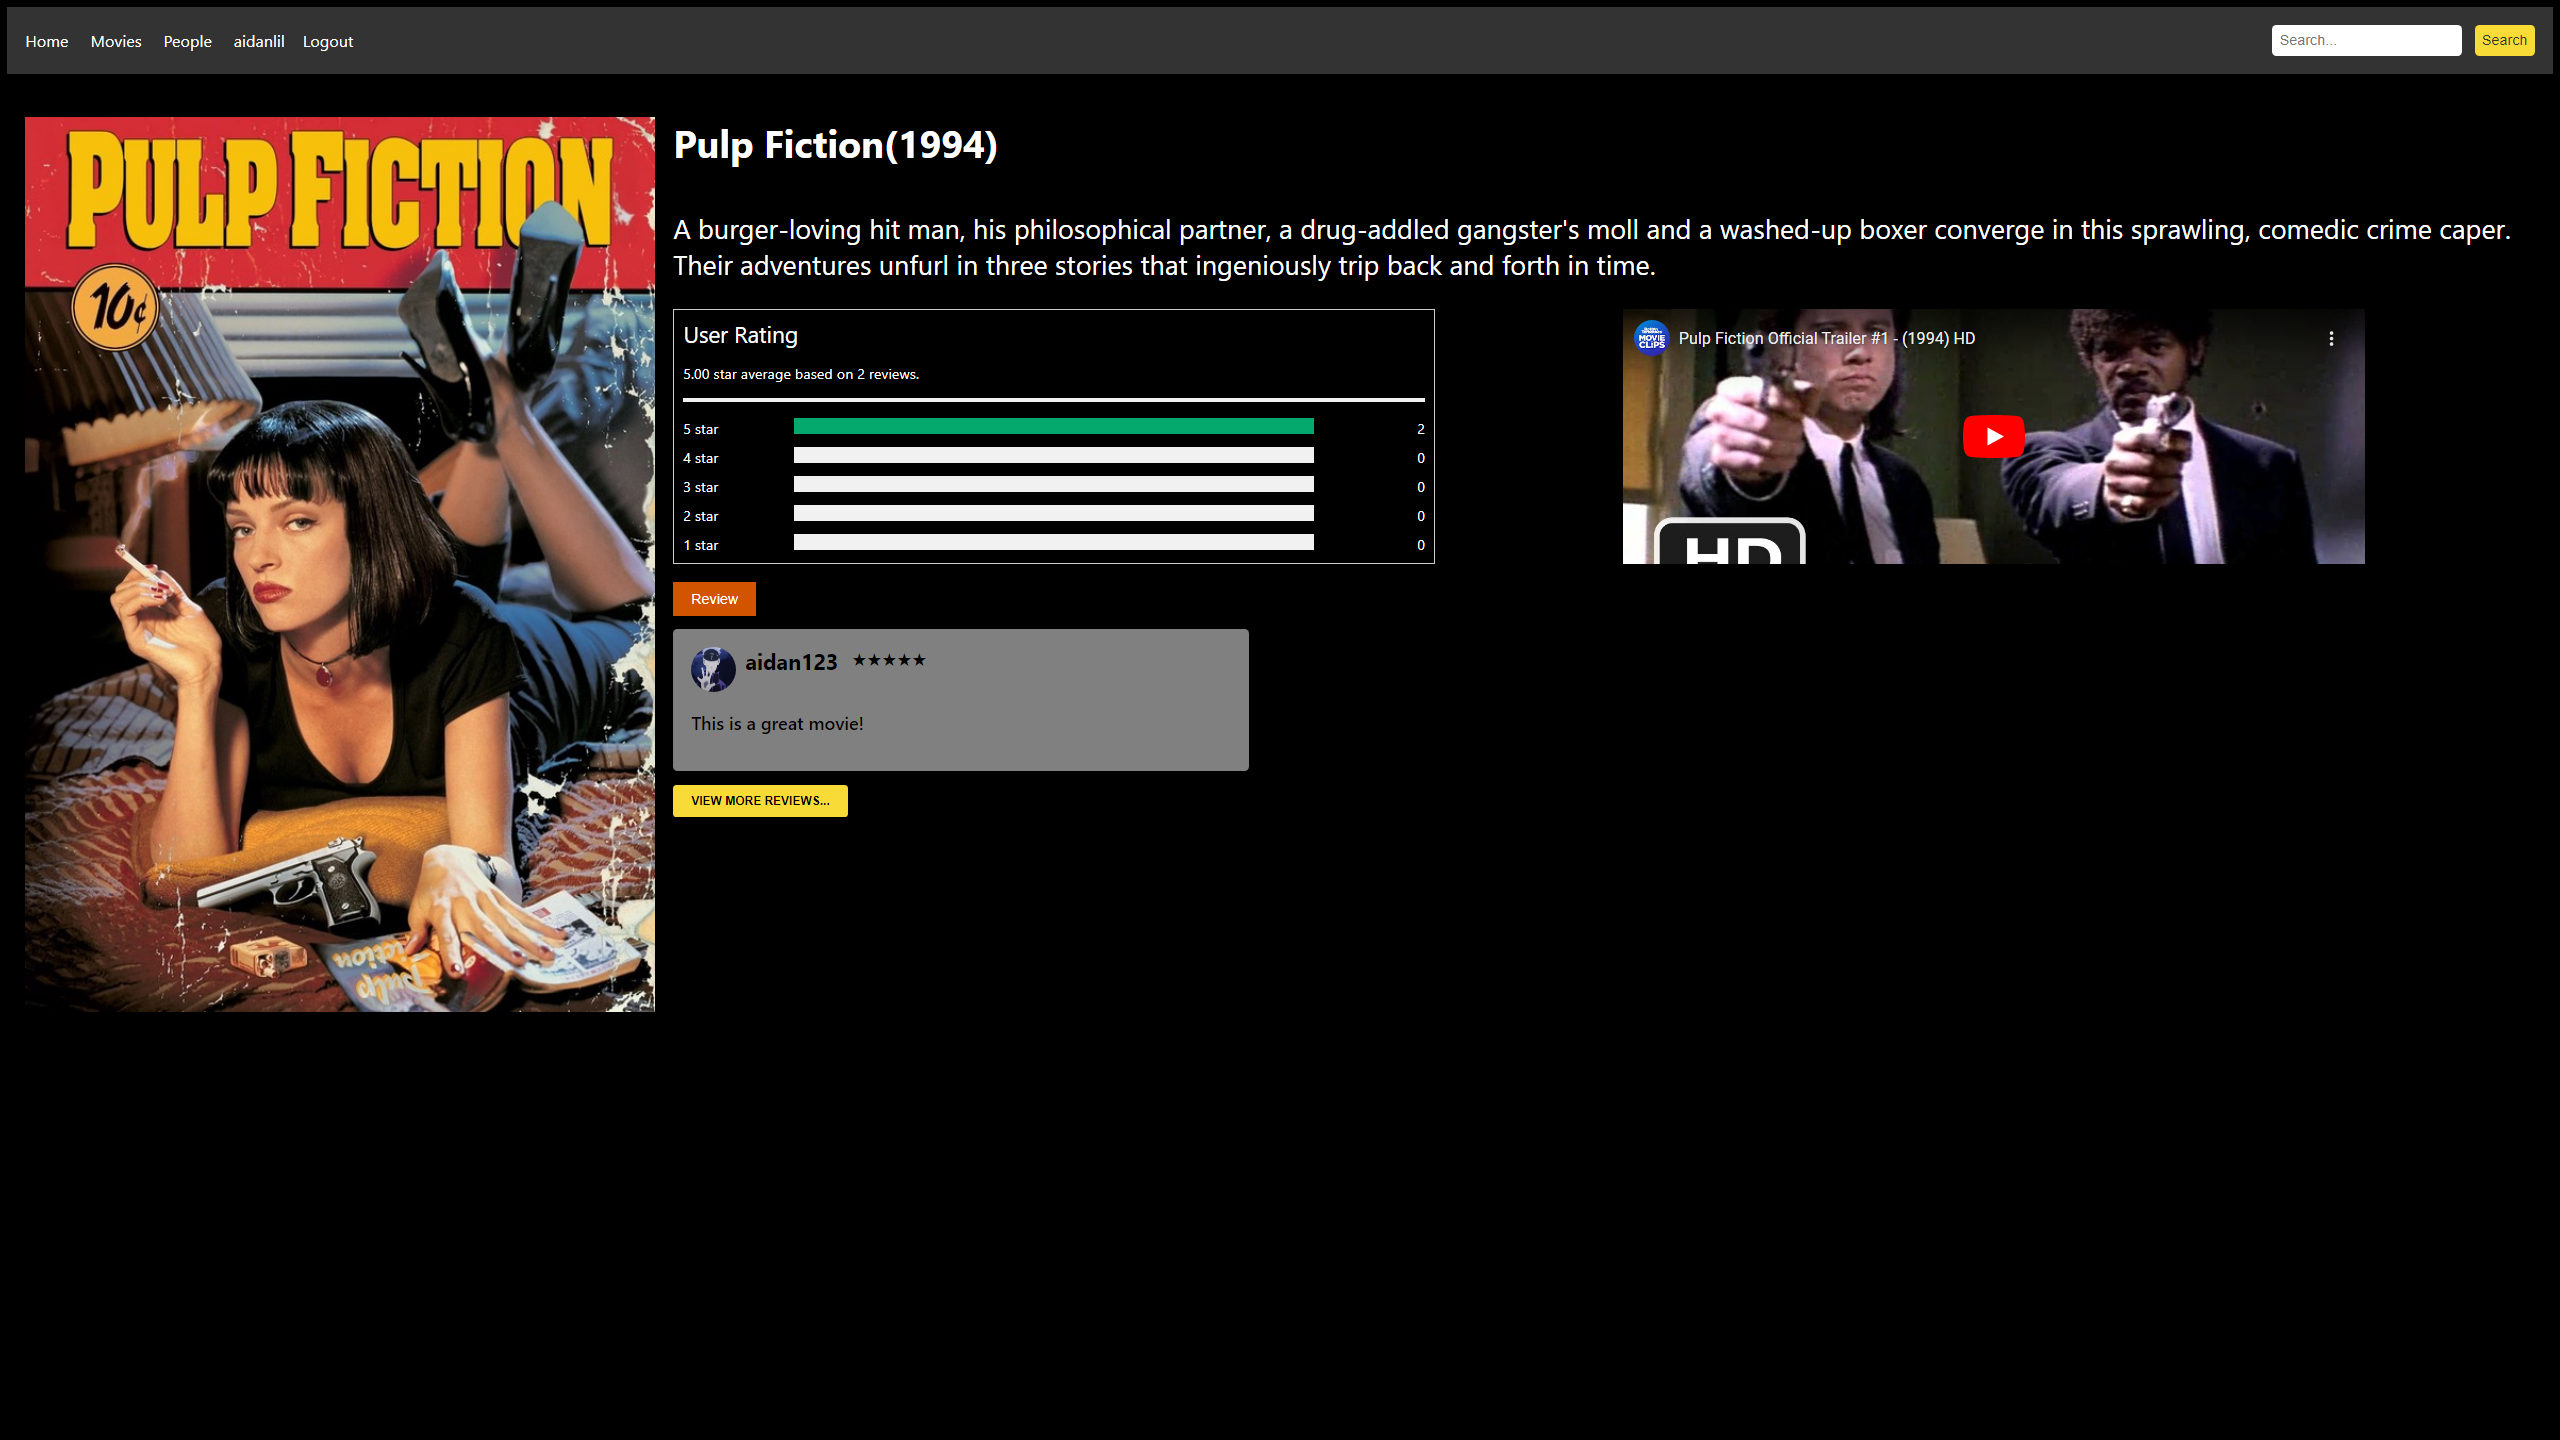 Home Movies People aidanlil Logout Search... Search
PULP FICTION
10¢
Pulp Fiction(1994)
A burger-loving hit man, his philosophical partner, a drug-addled gangster's moll and a washed-up boxer converge in this sprawling, comedic crime caper.
Their adventures unfurl in three stories that ingeniously trip back and forth in time.
User Rating
5.00 star average based on 2 reviews.
5 star 2
4 star 0
3 star 0
2 star 0
1 star 0
MOVIE
CLIPS
Pulp Fiction Official Trailer #1 - (1994) HD
HD
Review
aidan123 ★★★★★
This is a great movie!
VIEW MORE REVIEWS...
Pulp
Fiction